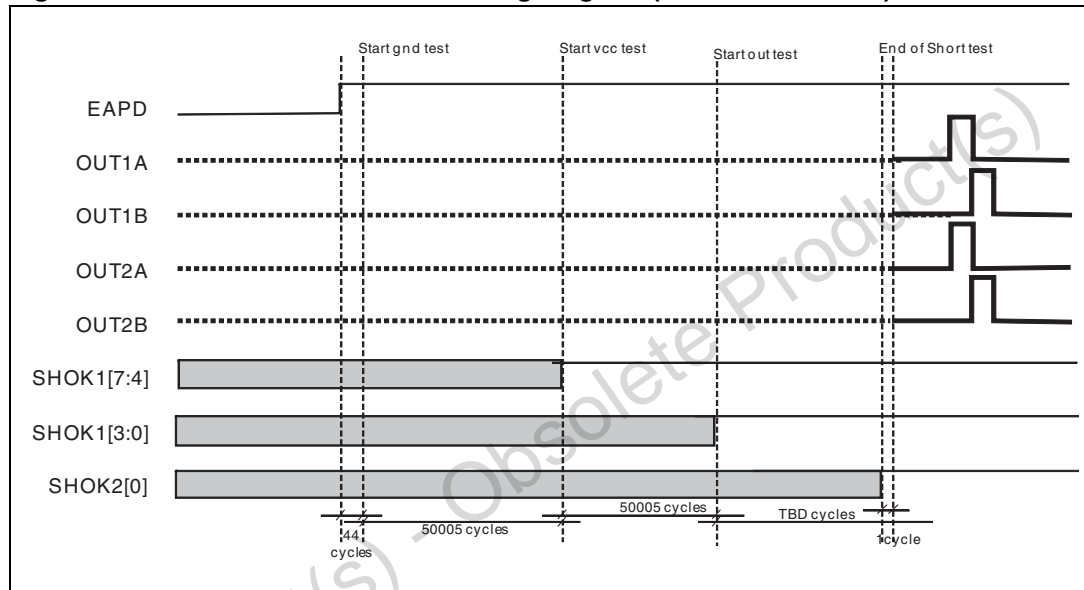 Start gnd test
Start vcc test
Start out test
End of Short test
EAPD
OUT1A
OUT1B
OUT2A
OUT2B
SHOK1[7:4]
SHOK1[3:0]
SHOK2[0]
44
cycles
50005 cycles
50005 cycles
TBD cycles
1cycle
(s) - Obsolete Product(s)